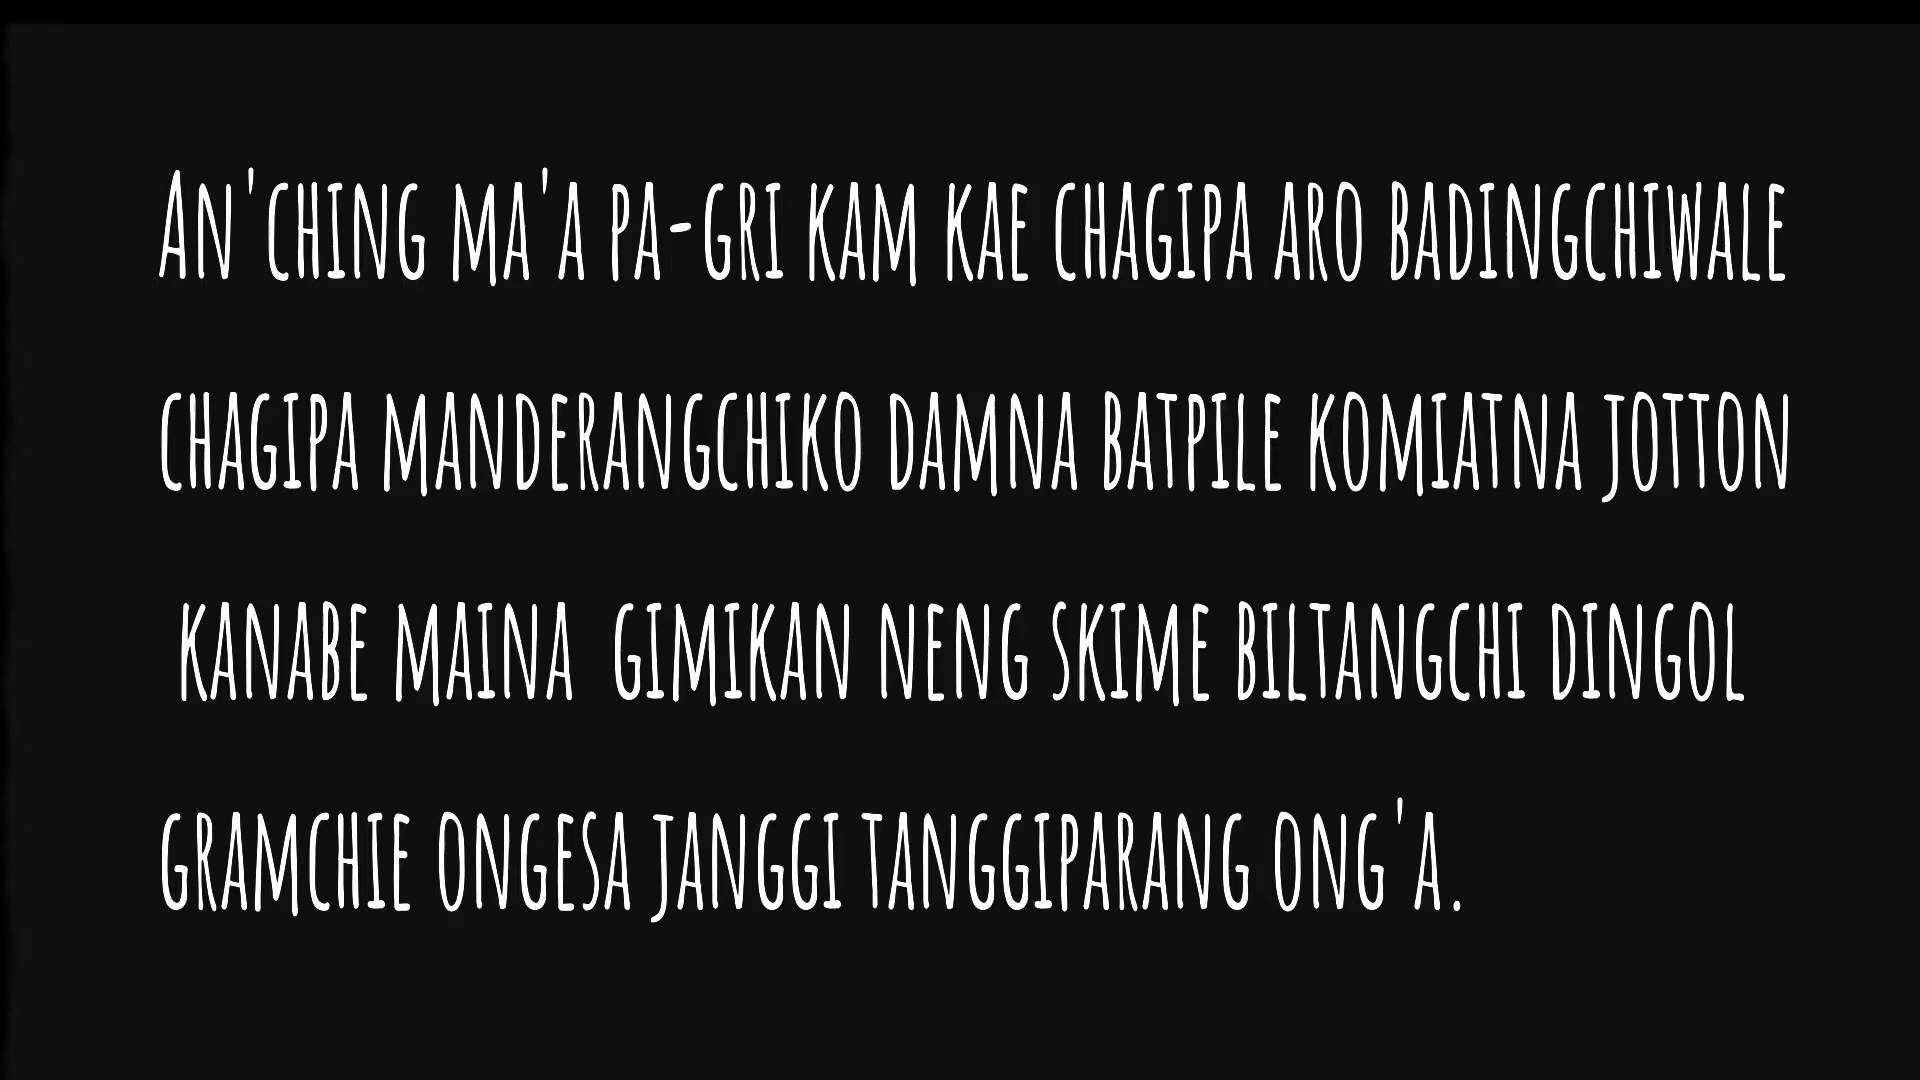 An'ching ma'a pa-gri kam kae chagipa aro badingchiwale
chagipa manderangchiko damna batpile komiatna jotton
kanabe maina gimikan neng skime biltangchi dingol
gramchie ongesa janggi tanggiparang ong'a.